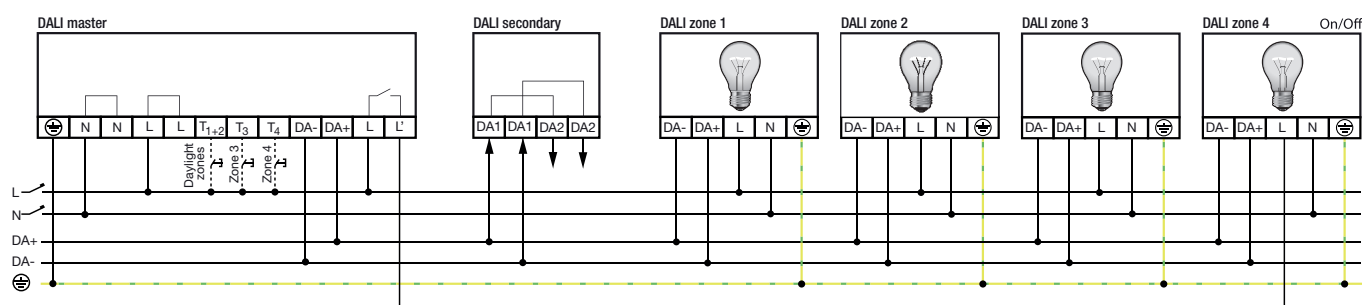 DALI master
DALI secondary
DALI zone 1
DALI zone 2
DALI zone 3
DALI zone 4
On/Off
N N L L T1+2 T3 T4 DA- DA+ L L'
DA1 DA1 DA2 DA2
DA- DA+ L N
DA- DA+ L N
DA- DA+ L N
DA- DA+ L N
Daylight
zones
Zone 3
Zone 4
L
N
DA+
DA-